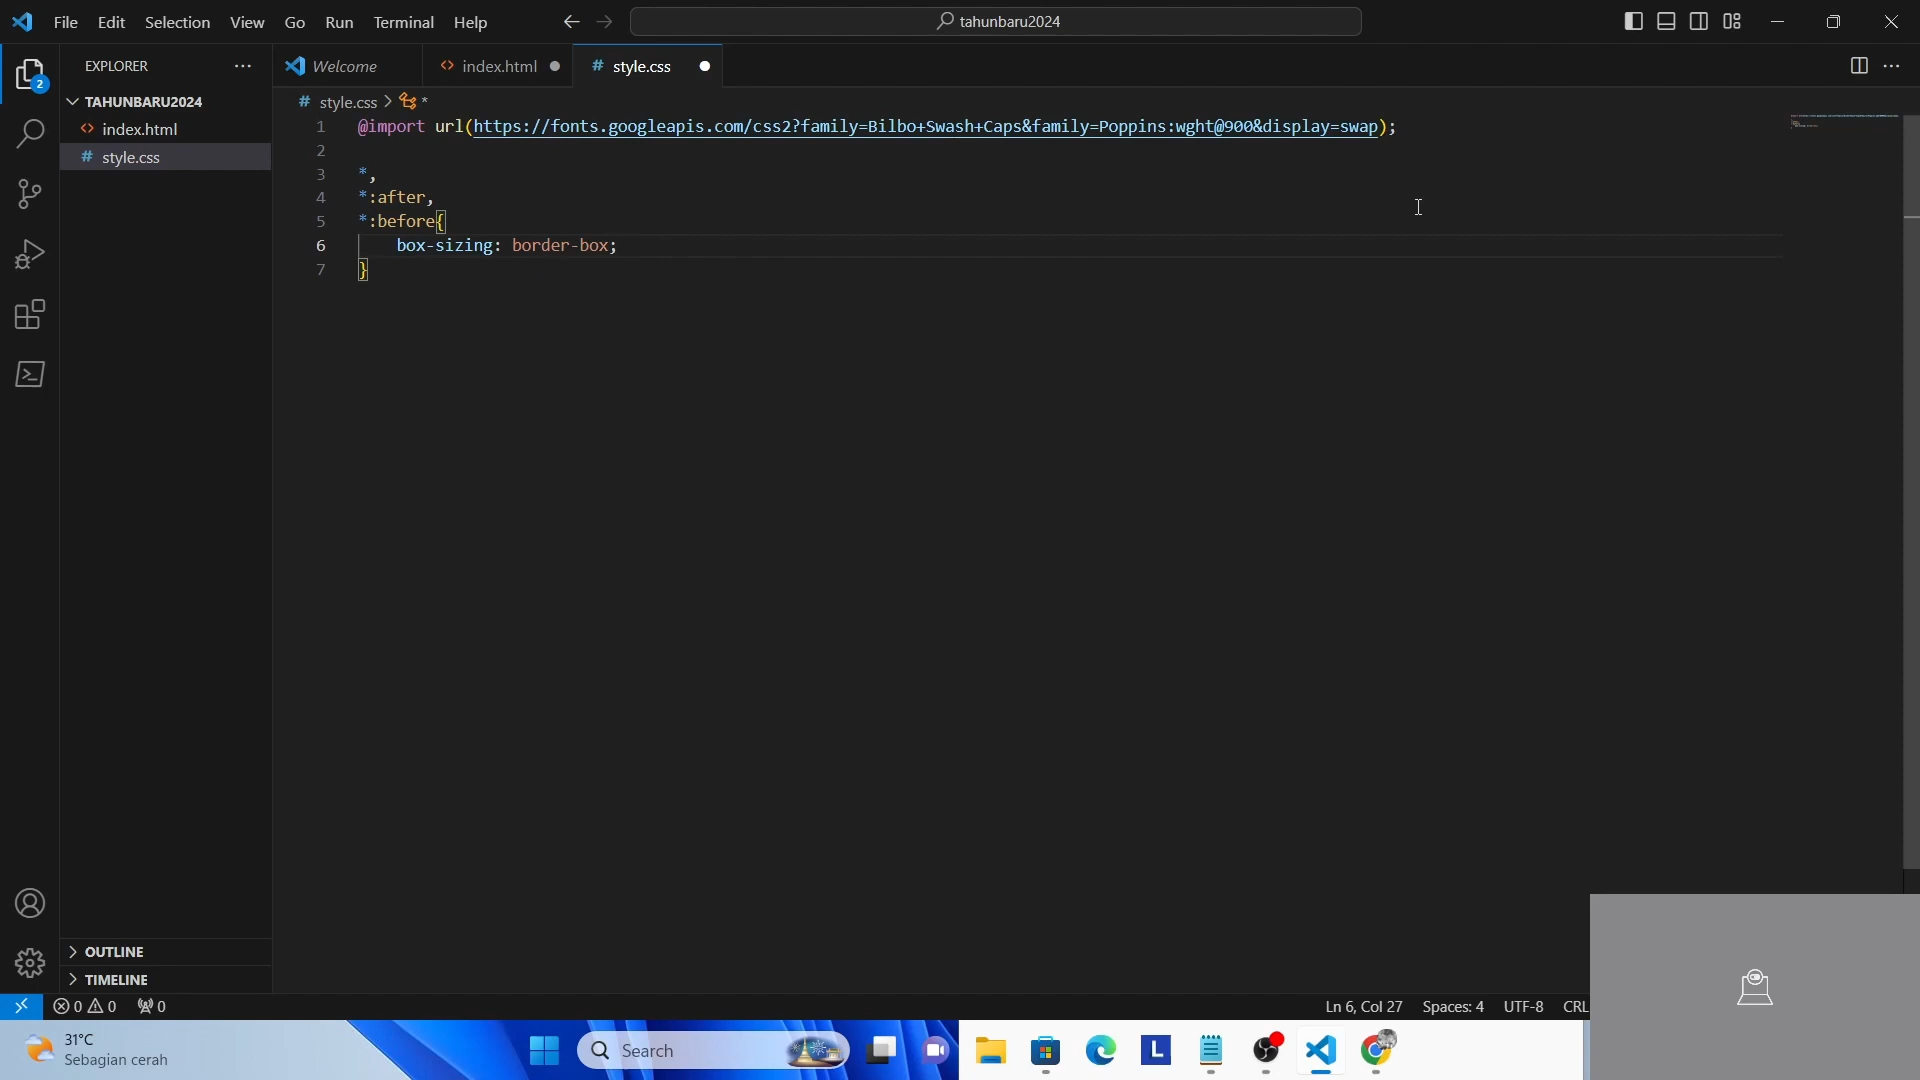 File Edit Selection View Go Run Terminal Help
tahunbaru2024
2
EXPLORER
TAHUNBARU2024
index.html
style.css
OUTLINE
TIMELINE
Welcome
index.html
# style.css
# style.css > *
1 @import url(https://fonts.googleapis.com/css2?family=Bilbo+Swash+Caps&family=Poppins:wght@900&display=swap);
2
3 *,
4 *:after,
5 *:before{
6 box-sizing: border-box;
7 }
0 0 0
Ln 6, Col 27 Spaces: 4 UTF-8 CRL
31°C
Sebagian cerah
Search
L